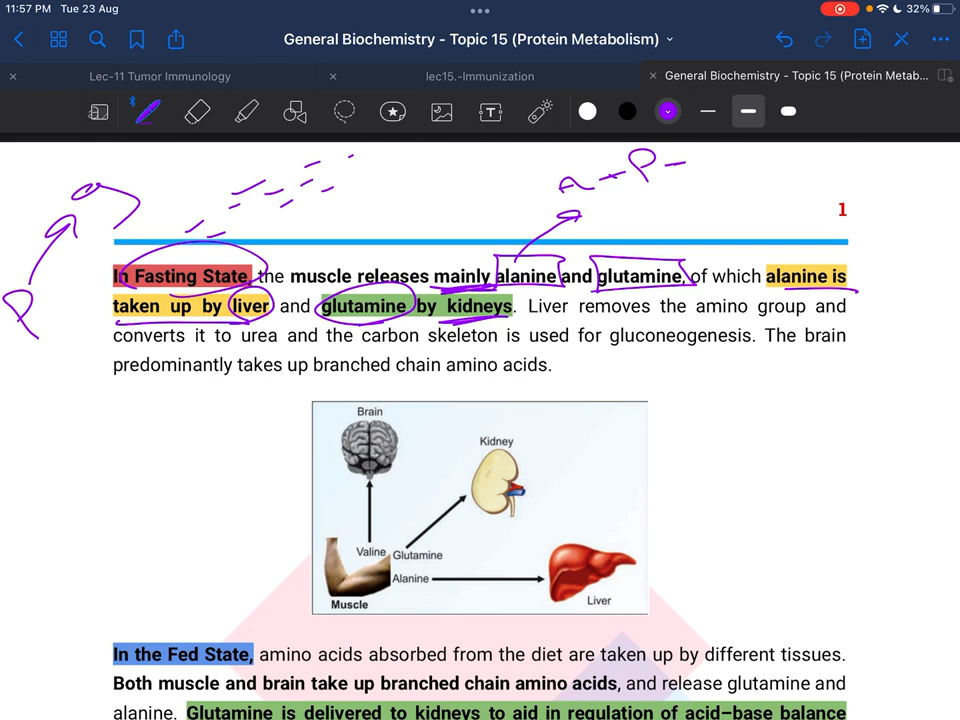 11:57 PM Tue 23 Aug
32%
General Biochemistry - Topic 15 (Protein Metabolism)
Lec-11 Tumor Immunology
lec15.-Immunization
General Biochemistry - Topic 15 (Protein Metab...
T
a - P -
1
P
In Fasting State, the muscle releases mainly alanine and glutamine, of which alanine is
taken up by liver and glutamine by kidneys. Liver removes the amino group and
converts it to urea and the carbon skeleton is used for gluconeogenesis. The brain
predominantly takes up branched chain amino acids.
Brain
Kidney
Valine
Glutamine
Alanine
Muscle
Liver
In the Fed State, amino acids absorbed from the diet are taken up by different tissues.
Both muscle and brain take up branched chain amino acids, and release glutamine and
alanine. Glutamine is delivered to kidneys to aid in regulation of acid–base balance